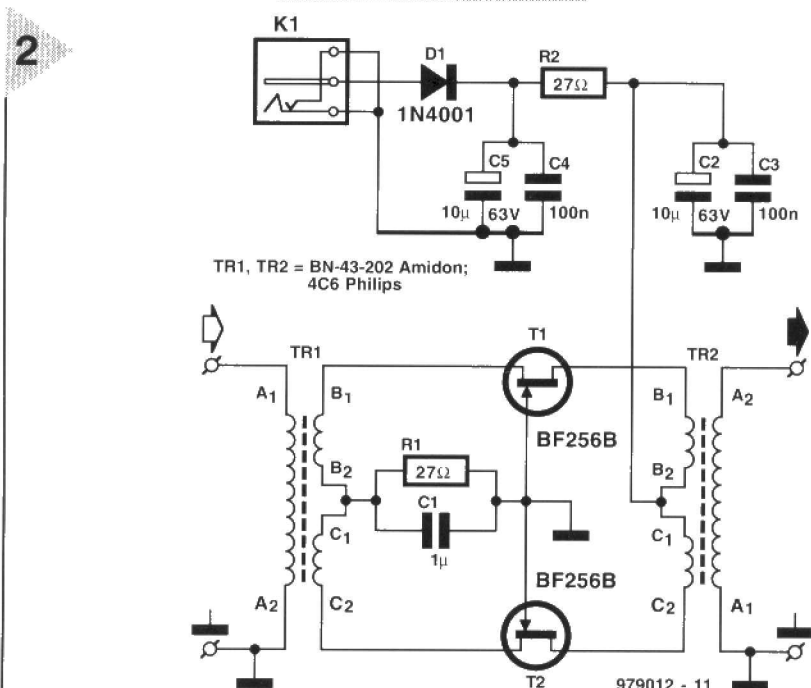 2
K1
D1
1N4001
R2
27Ω
C5
10µ
63V
C4
100n
C2
10µ
63V
C3
100n
TR1, TR2 = BN-43-202 Amidon;
4C6 Philips
TR1
T1
TR2
A1
B1
B1
A2
BF256B
R1
27Ω
B2
B2
C1
1µ
C1
C1
BF256B
A2
C2
C2
A1
T2
979012 - 11